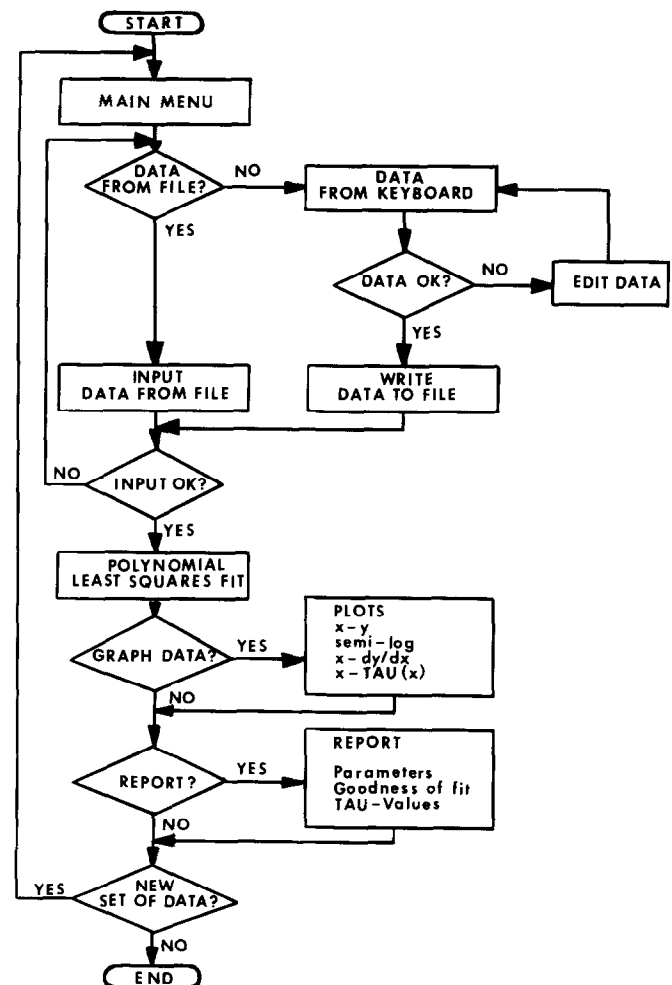 START
MAIN MENU
DATA
FROM FILE?
NO
DATA
FROM KEYBOARD
YES
DATA OK?
NO
EDIT DATA
YES
INPUT
DATA FROM FILE
WRITE
DATA TO FILE
NO
INPUT OK?
YES
POLYNOMIAL
LEAST SQUARES FIT
GRAPH DATA?
YES
PLOTS
x-y
semi-log
x-dy/dx
x-TAU(x)
NO
REPORT?
YES
REPORT
Parameters
Goodness of fit
TAU-Values
NO
YES
NEW
SET OF DATA?
NO
END